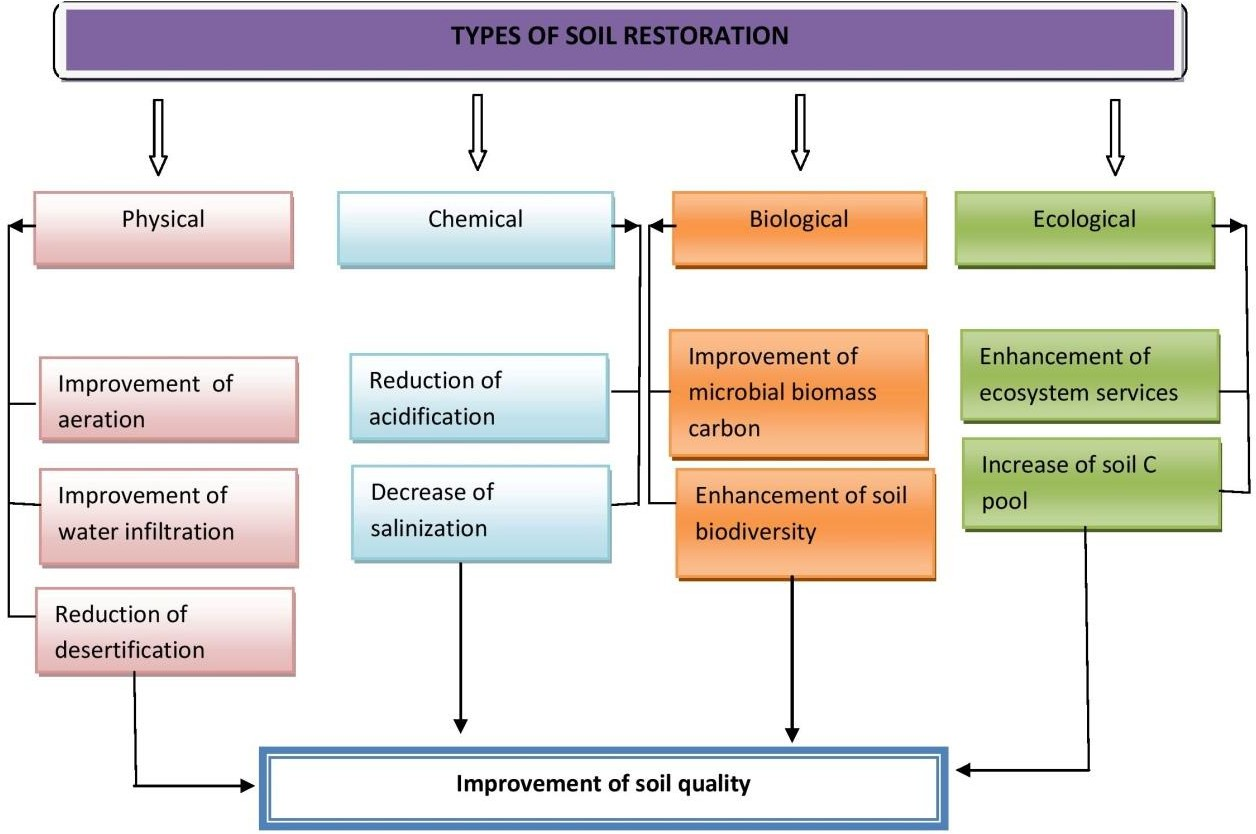 TYPES OF SOIL RESTORATION
Physical
Improvement of
aeration
Improvement of
water infiltration
Reduction of
desertification
Chemical
Reduction of
acidification
Decrease of
salinization
Biological
Improvement of
microbial biomass
carbon
Enhancement of soil
biodiversity
Ecological
Enhancement of
ecosystem services
Increase of soil C
pool
Improvement of soil quality